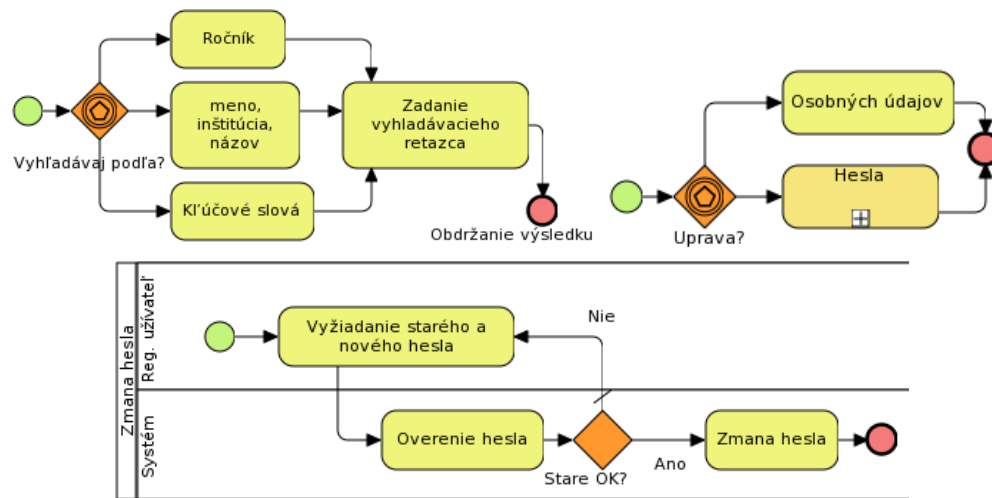 Ročník
meno,
inštitúcia,
názov
Zadanie
vyhladávacieho
retazca
Vyhľadávaj podľa?
Kľúčové slová
Obdržanie výsledku
Osobných údajov
Hesla
Uprava?
Zmana hesla
Reg. užívateľ
Vyžiadanie starého a
nového hesla
Nie
Systém
Overenie hesla
Stare OK?
Ano
Zmana hesla